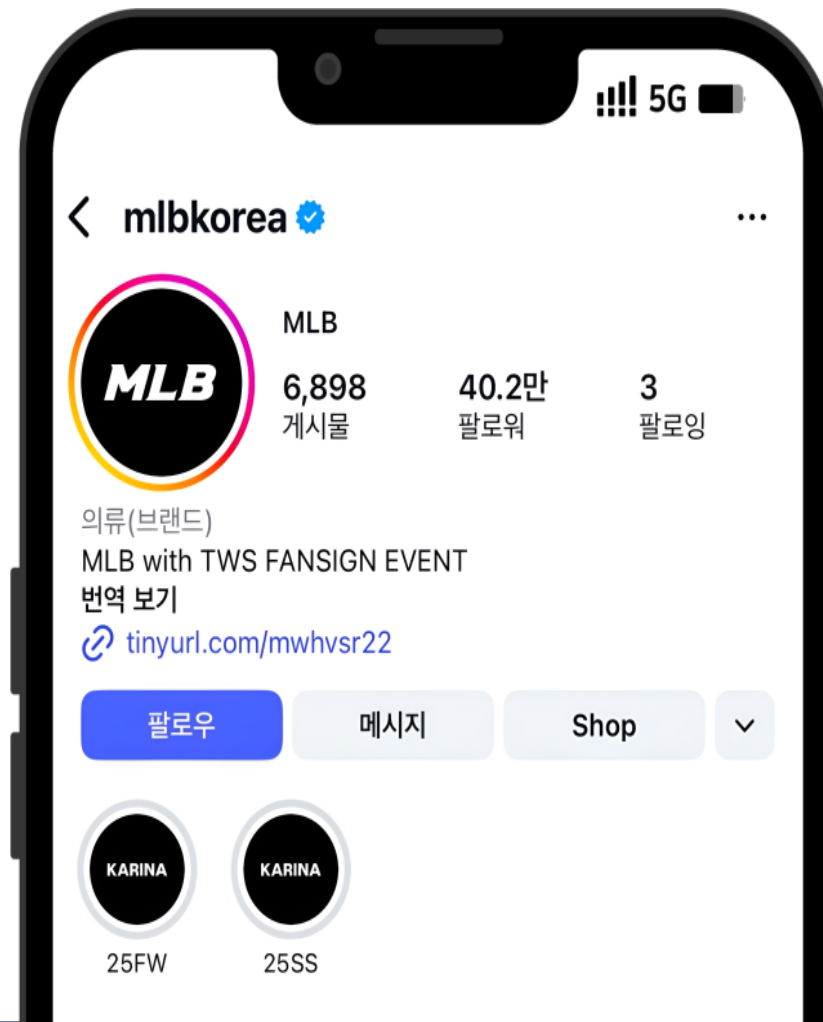 5G
mlbkorea
MLB
MLB
6,898 40.2만 3
게시물 팔로워 팔로잉
의류(브랜드)
MLB with TWS FANSIGN EVENT
번역 보기
tinyurl.com/mwhvsr22
팔로우 메시지 Shop
KARINA KARINA
25FW 25SS